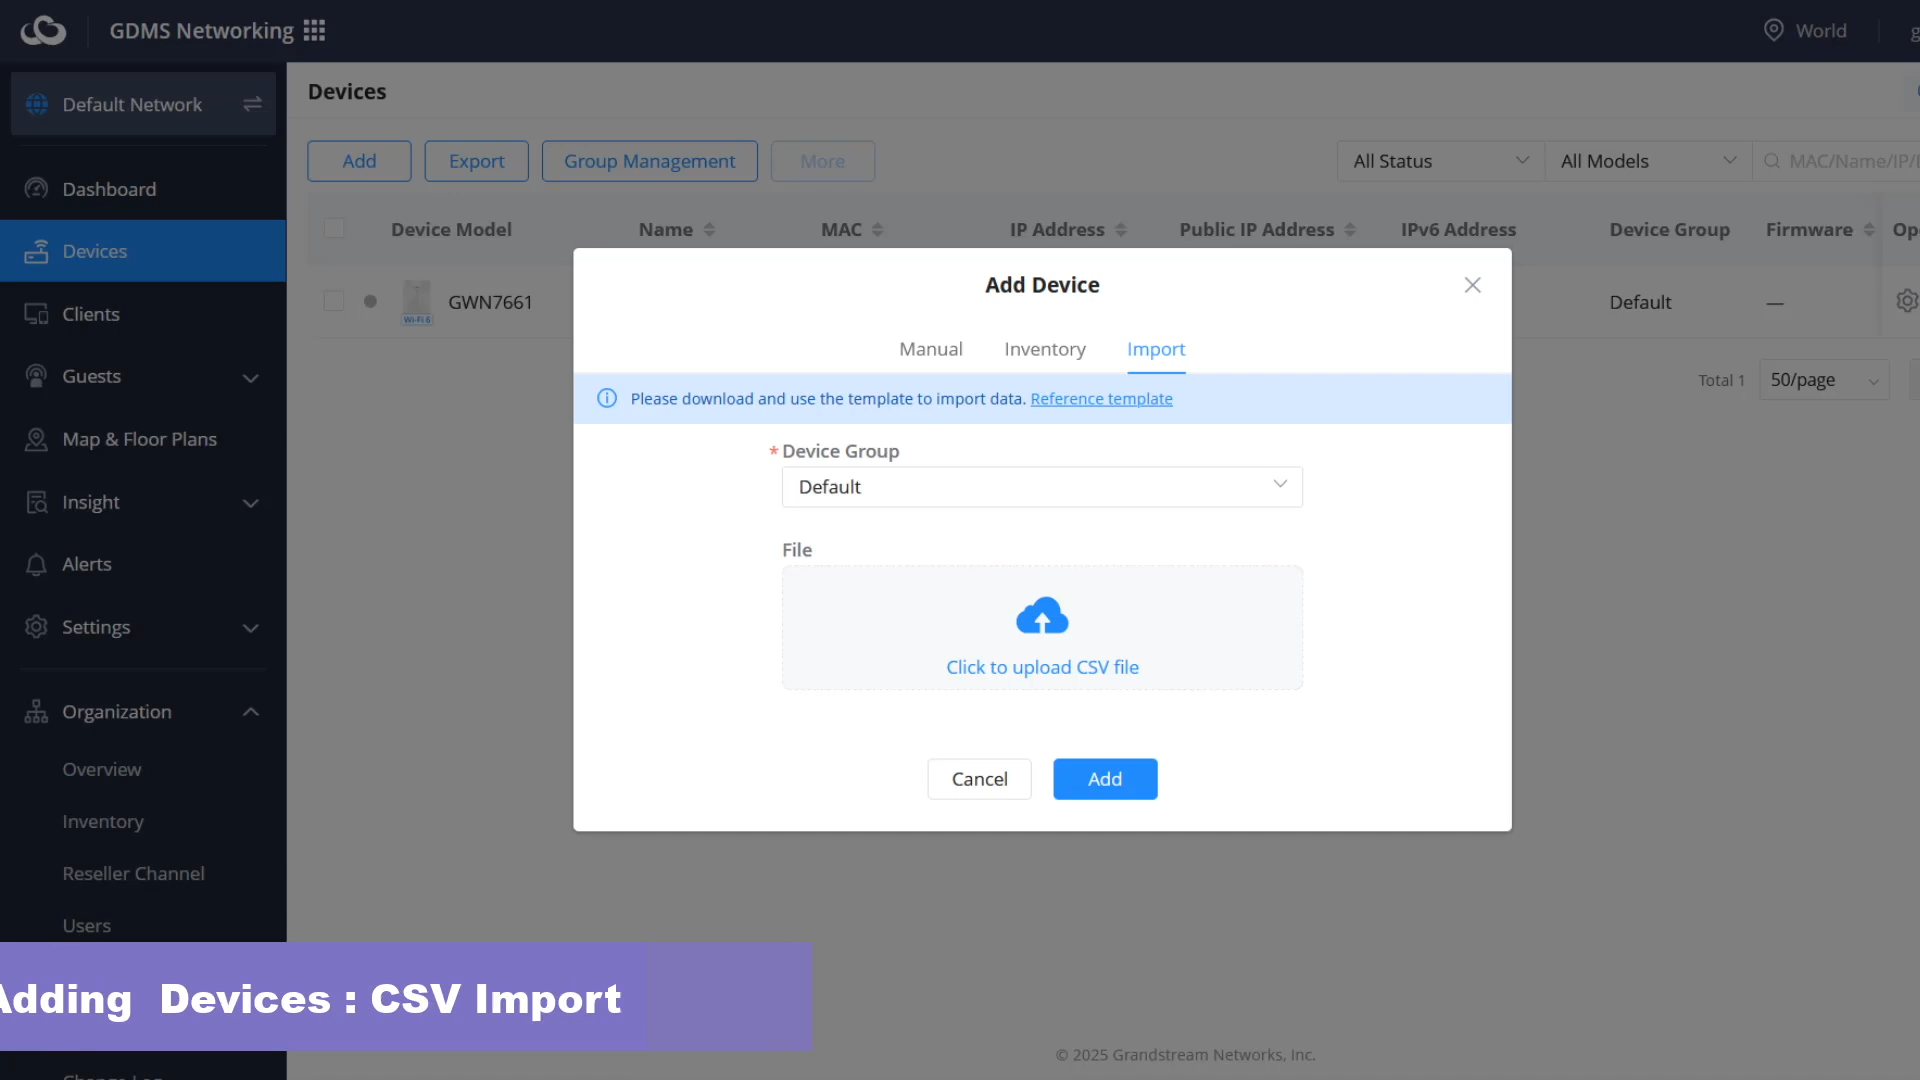 GDMS Networking
World
Default Network
Devices
Add
Export
Group Management
More
All Status
All Models
MAC/Name/IP/I
Dashboard
Devices
Clients
Guests
Map & Floor Plans
Insight
Alerts
Settings
Organization
Overview
Inventory
Reseller Channel
Users
Device Model
Name
MAC
IP Address
Public IP Address
IPv6 Address
Device Group
Firmware
Ope
WI-FI 6
GWN7661
Default
—
Total 1
50/page
Add Device
Manual
Inventory
Import
Please download and use the template to import data. Reference template
* Device Group
Default
File
Click to upload CSV file
Cancel
Add
Adding Devices : CSV Import
© 2025 Grandstream Networks, Inc.